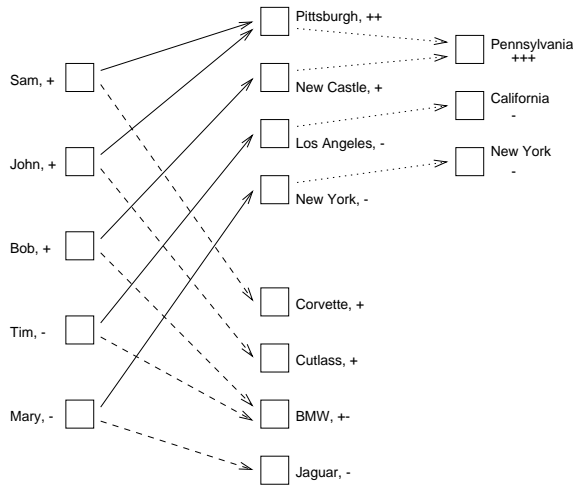 Pittsburgh, ++
Pennsylvania
+++
Sam, +
New Castle, +
California
-
Los Angeles, -
John, +
New York
-
New York, -
Bob, +
Corvette, +
Tim, -
Cutlass, +
Mary, -
BMW, +-
Jaguar, -